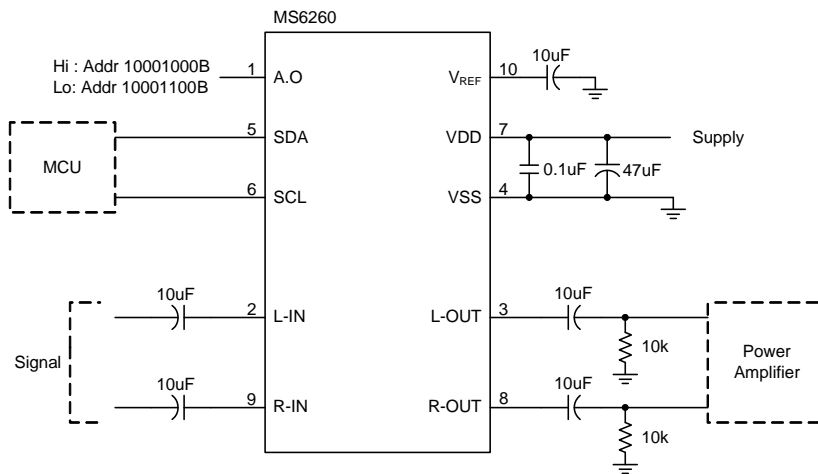 MS6260
Hi : Addr 10001000B
Lo: Addr 10001100B
1
A.O
VREF
10
10uF
MCU
5
SDA
6
SCL
VDD
7
Supply
0.1uF
47uF
VSS
4
Signal
10uF
2
L-IN
10uF
9
R-IN
L-OUT
3
10uF
10k
R-OUT
8
10uF
10k
Power
Amplifier